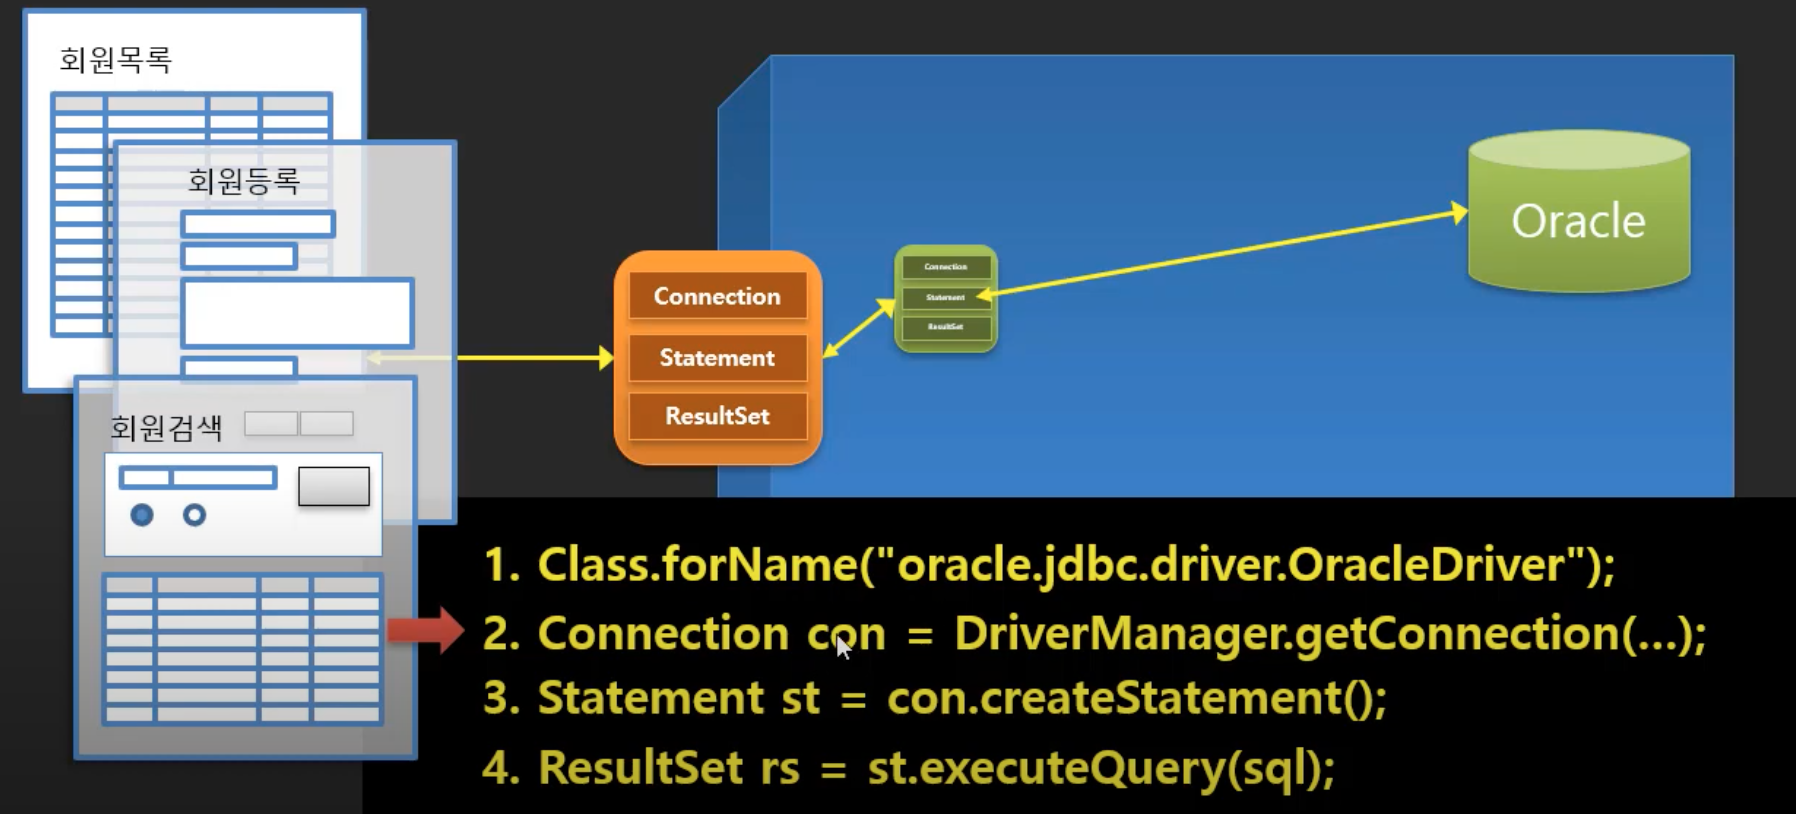 회원목록
회원등록
회원검색
Connection
Statement
ResultSet
Connection
Statement
ResultSet
Oracle
1. Class.forName("oracle.jdbc.driver.OracleDriver");
2. Connection con = DriverManager.getConnection(...);
3. Statement st = con.createStatement();
4. ResultSet rs = st.executeQuery(sql);